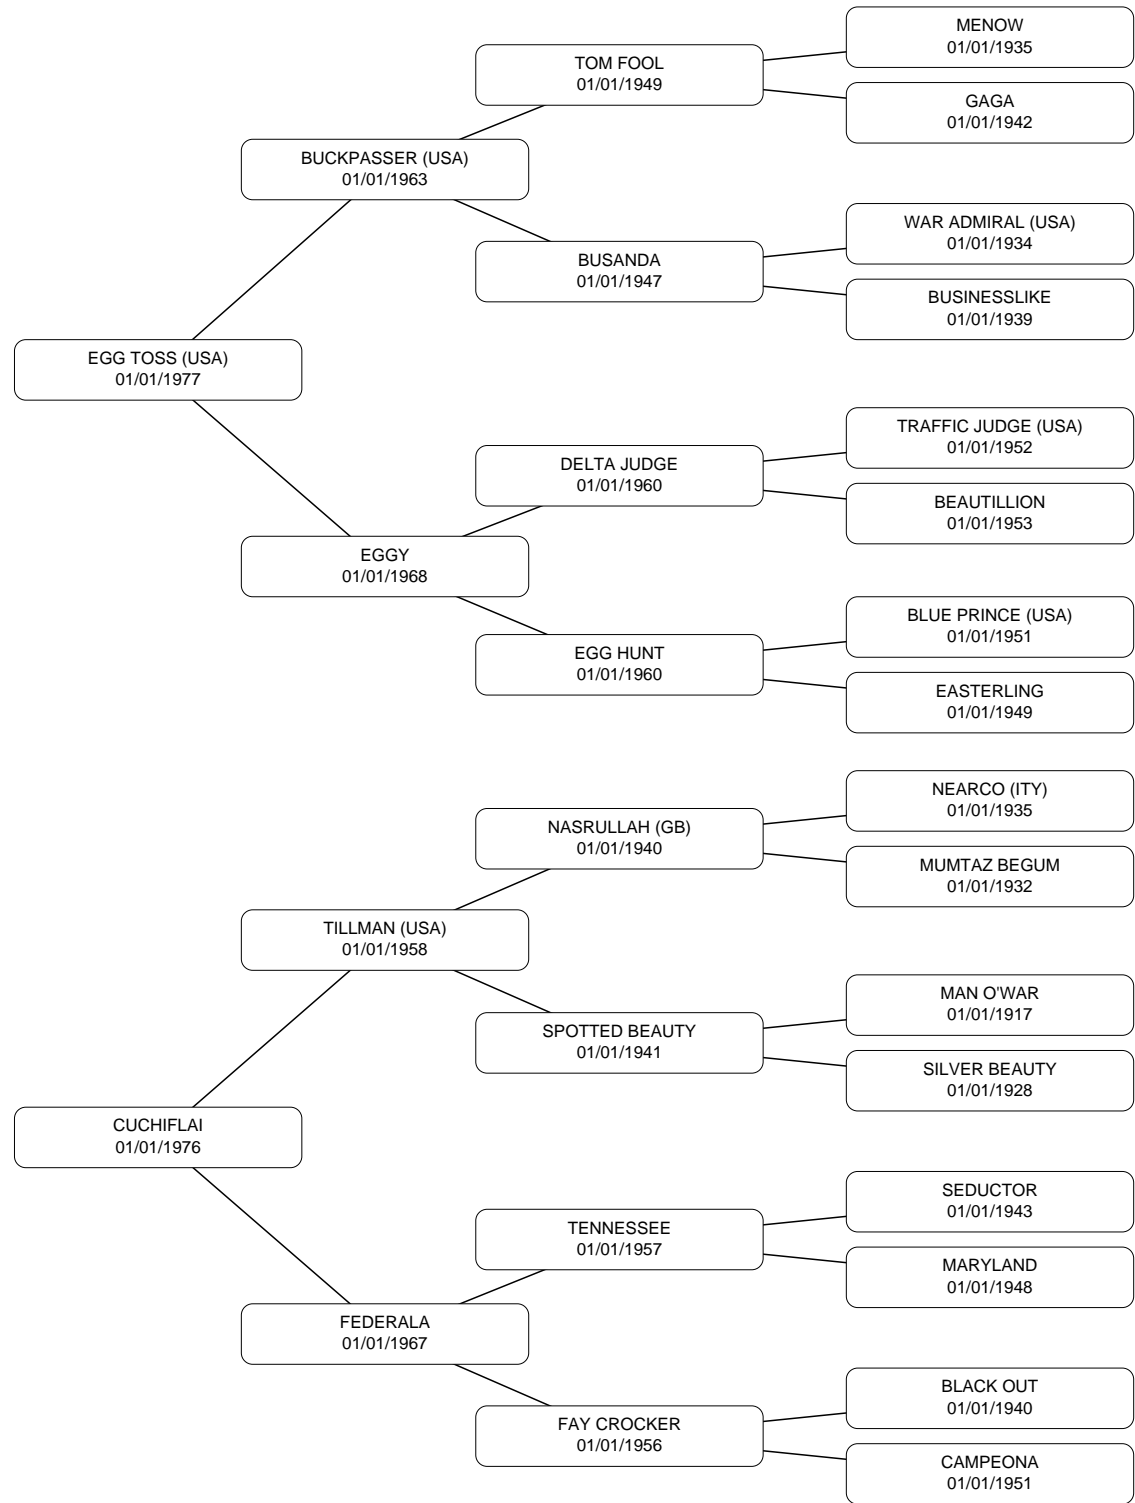 MENOW
01/01/1935
TOM FOOL
01/01/1949
GAGA
01/01/1942
BUCKPASSER (USA)
01/01/1963
WAR ADMIRAL (USA)
01/01/1934
BUSANDA
01/01/1947
BUSINESSLIKE
01/01/1939
EGG TOSS (USA)
01/01/1977
TRAFFIC JUDGE (USA)
01/01/1952
DELTA JUDGE
01/01/1960
BEAUTILLION
01/01/1953
EGGY
01/01/1968
BLUE PRINCE (USA)
01/01/1951
EGG HUNT
01/01/1960
EASTERLING
01/01/1949
NEARCO (ITY)
01/01/1935
NASRULLAH (GB)
01/01/1940
MUMTAZ BEGUM
01/01/1932
TILLMAN (USA)
01/01/1958
MAN O'WAR
01/01/1917
SPOTTED BEAUTY
01/01/1941
SILVER BEAUTY
01/01/1928
CUCHIFLAI
01/01/1976
SEDUCTOR
01/01/1943
TENNESSEE
01/01/1957
MARYLAND
01/01/1948
FEDERALA
01/01/1967
BLACK OUT
01/01/1940
FAY CROCKER
01/01/1956
CAMPEONA
01/01/1951